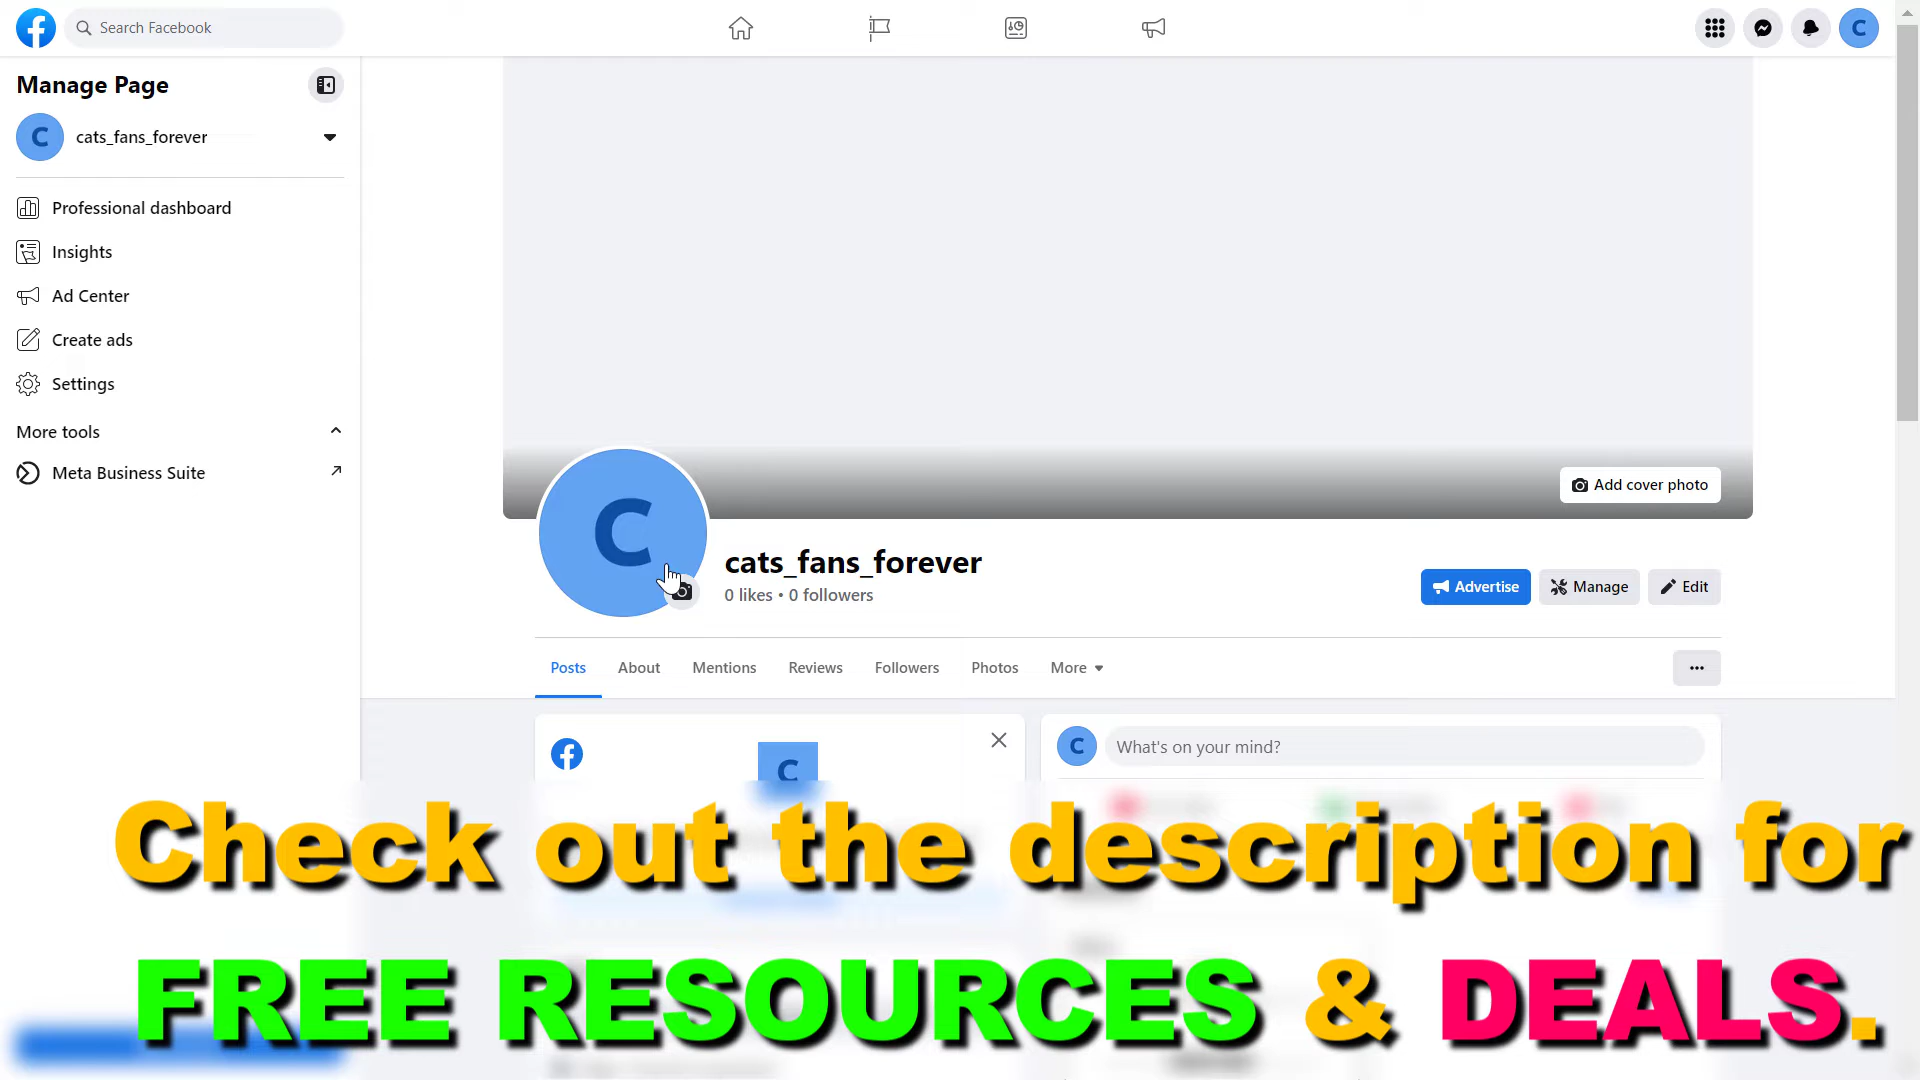 Search Facebook
C
Manage Page
C
cats_fans_forever
Professional dashboard
Insights
Ad Center
Create ads
Settings
More tools
Meta Business Suite
Add cover photo
C
cats_fans_forever
0 likes • 0 followers
Advertise
Manage
Edit
Posts
About
Mentions
Reviews
Followers
Photos
More
C
C
What's on your mind?
Check out the description for
FREE RESOURCES & DEALS.